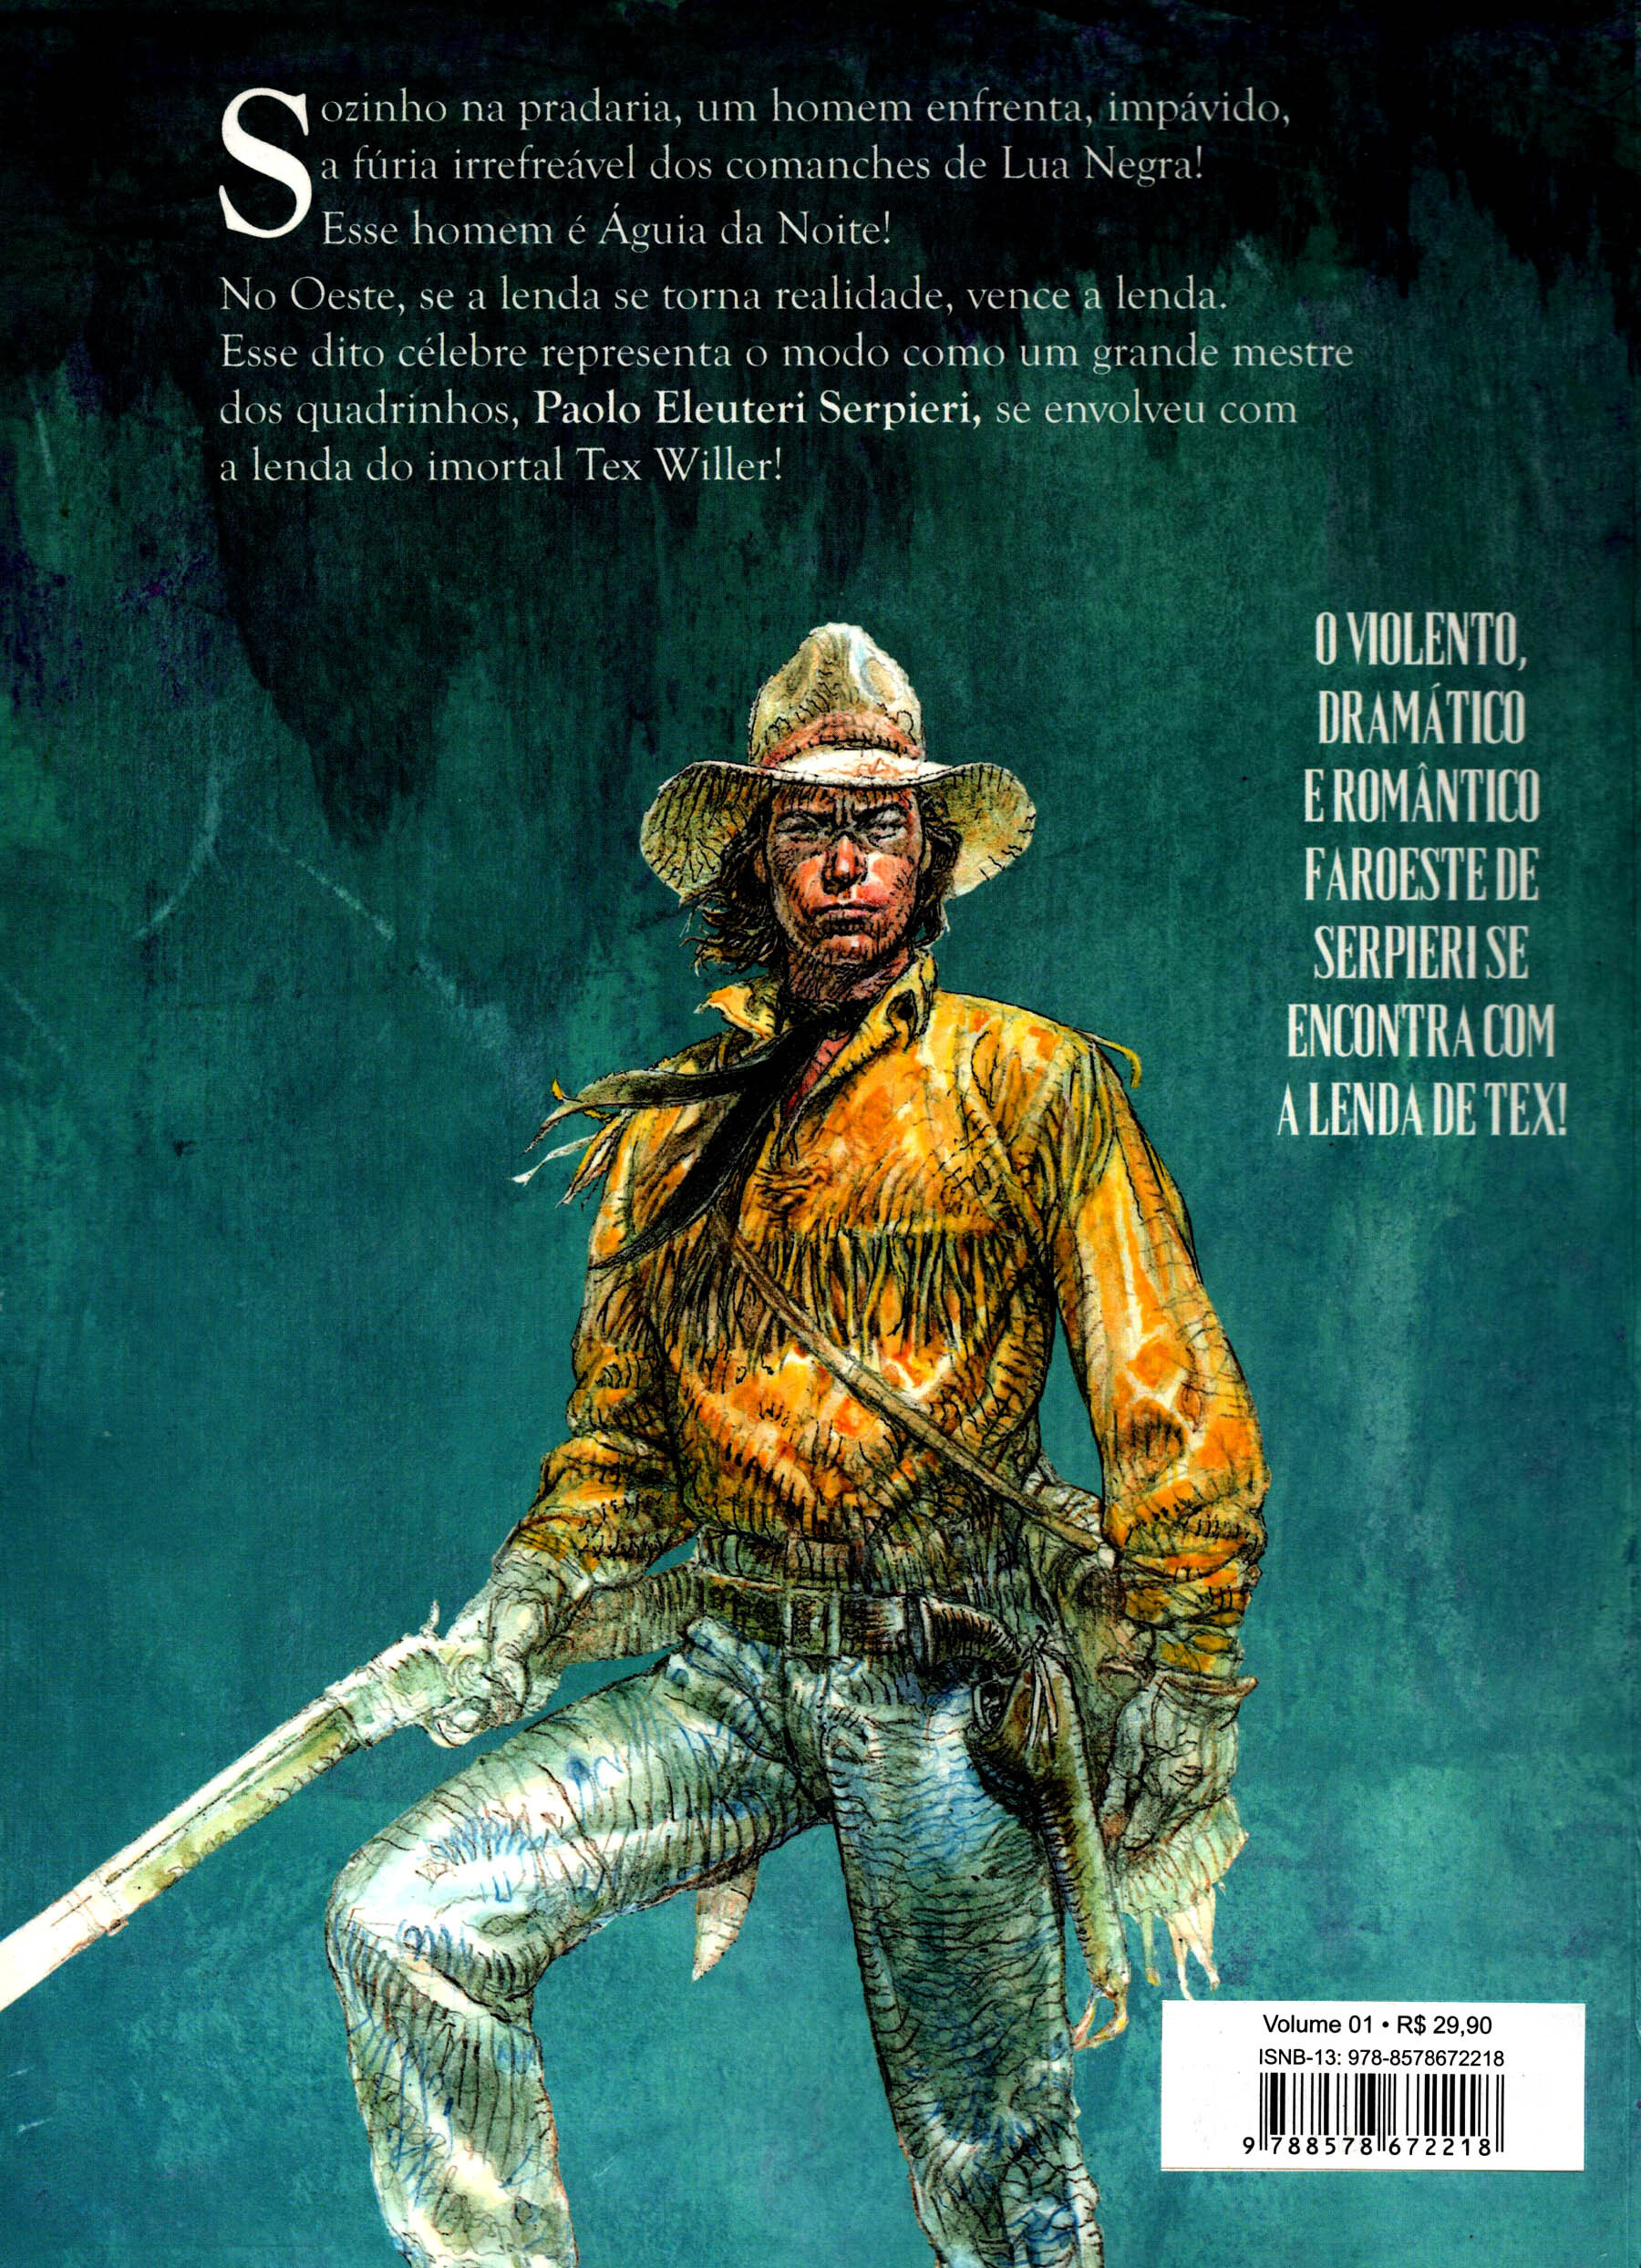 Sozinho na pradaria, um homem enfrenta, impávido,
a fúria irrefreável dos comanches de Lua Negra!
Esse homem é Águia da Noite!
No Oeste, se a lenda se torna realidade, vence a lenda.
Esse dito célebre representa o modo como um grande mestre
dos quadrinhos, Paolo Eleuteri Serpieri, se envolveu com
a lenda do imortal Tex Willer!
O VIOLENTO,
DRAMÁTICO
E ROMÂNTICO
FAROESTE DE
SERPIERI SE
ENCONTRA COM
A LENDA DE TEX!
Volume 01 • R$ 29,90
ISNB-13: 978-8578672218
9 788578 672218